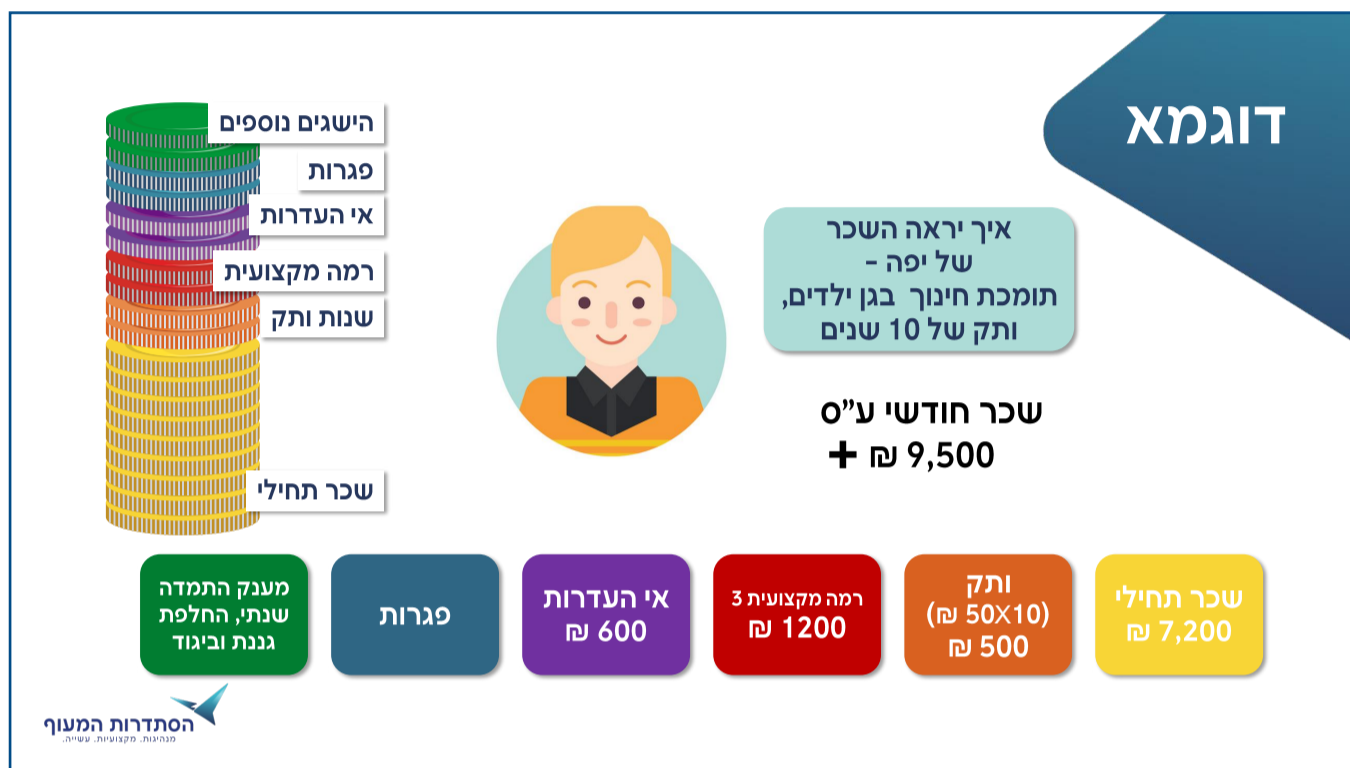 דוגמא
הישגים נוספים
פגרות
אי העדרות
רמה מקצועית
שנות ותק
שכר תחילי
איך יראה השכר
של יפה -
תומכת חינוך בגן ילדים,
ותק של 10 שנים
שכר חודשי ע"ס
9,500 ₪ +
שכר תחילי
7,200 ₪
ותק
(50X10 ₪)
500 ₪
רמה מקצועית 3
1200 ₪
אי העדרות
600 ₪
פגרות
מענק התמדה
שנתי, החלפת
גננת וביגוד
הסתדרות המעוף
מנהיגות. מקצועיות. עשייה.